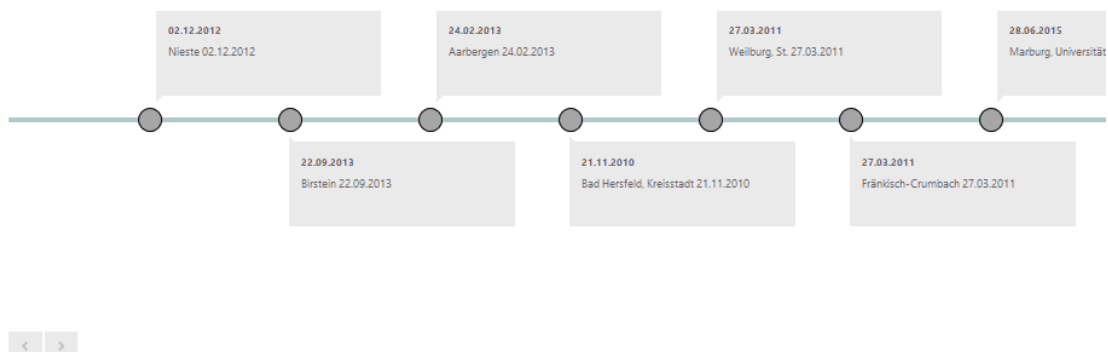 02.12.2012
Nieste 02.12.2012
24.02.2013
Aarbergen 24.02.2013
27.03.2011
Weilburg, St. 27.03.2011
28.06.2015
Marburg, Universität
22.09.2013
Birstein 22.09.2013
21.11.2010
Bad Hersfeld, Kreisstadt 21.11.2010
27.03.2011
Fränkisch-Crumbach 27.03.2011